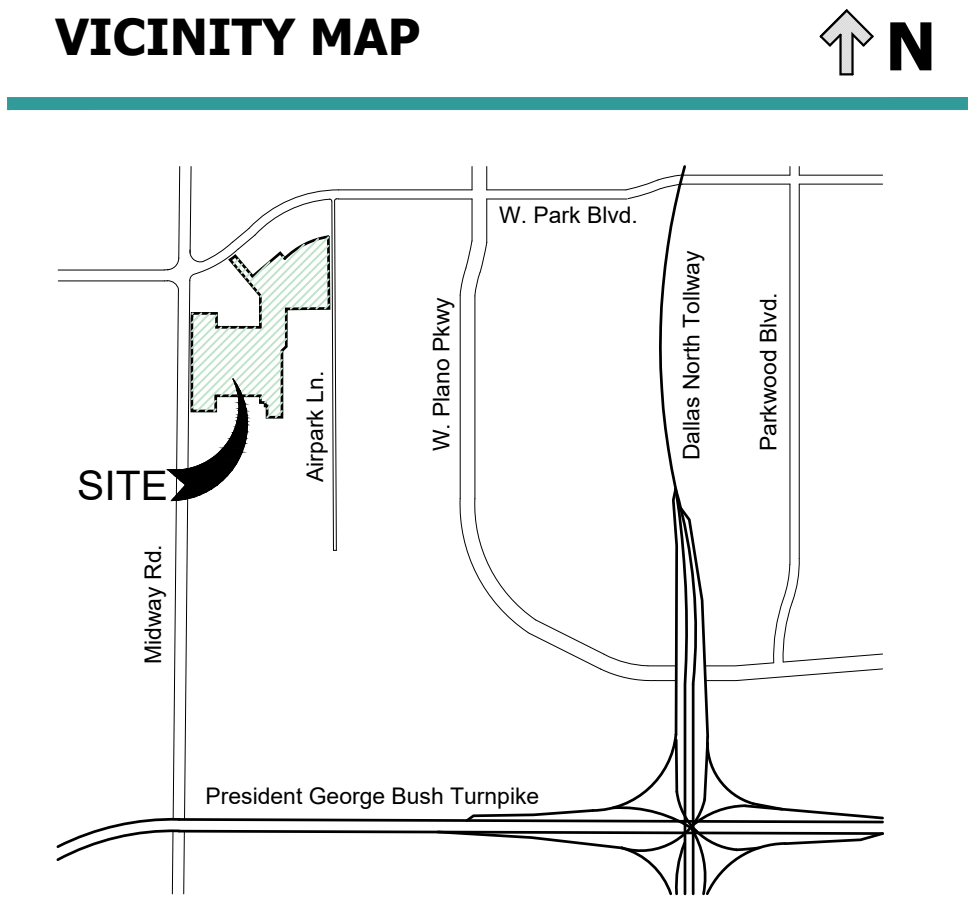 VICINITY MAP
N
W. Park Blvd.
Dallas North Tollway
Parkwood Blvd.
W. Plano Pkwy
Airpark Ln.
SITE
Midway Rd.
President George Bush Turnpike